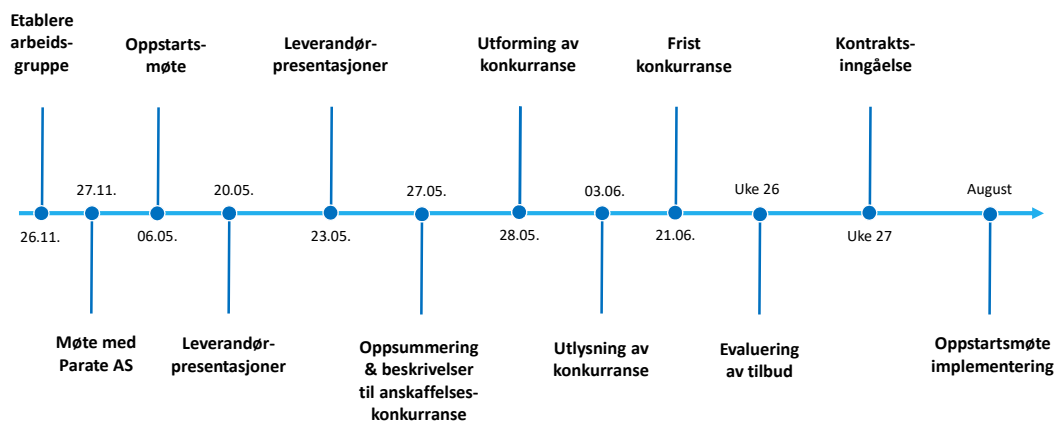 Etablere
arbeids-
gruppe
Oppstarts-
møte
Leverandør-
presentasjoner
Utforming av
konkurranse
Frist
konkurranse
Kontrakts-
inngåelse
27.11.
20.05.
27.05.
03.06.
Uke 26
August
26.11.
06.05.
23.05.
28.05.
21.06.
Uke 27
Møte med
Parate AS
Leverandør-
presentasjoner
Oppsummering
& beskrivelser
til anskaffelses-
konkurranse
Utlysning av
konkurranse
Evaluering
av tilbud
Oppstartsmøte
implementering